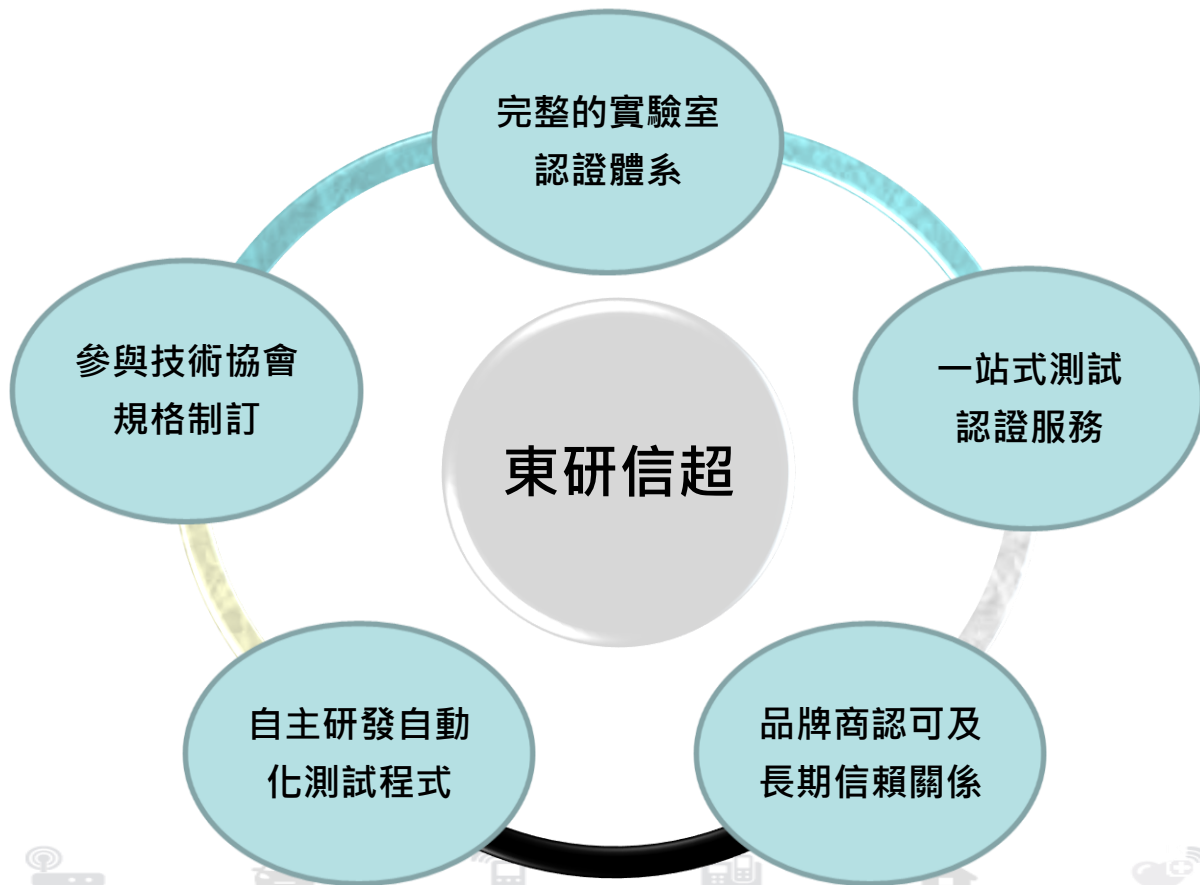 完整的實驗室
認證體系
參與技術協會
規格制訂
一站式測試
認證服務
東研信超
自主研發自動
化測試程式
品牌商認可及
長期信賴關係